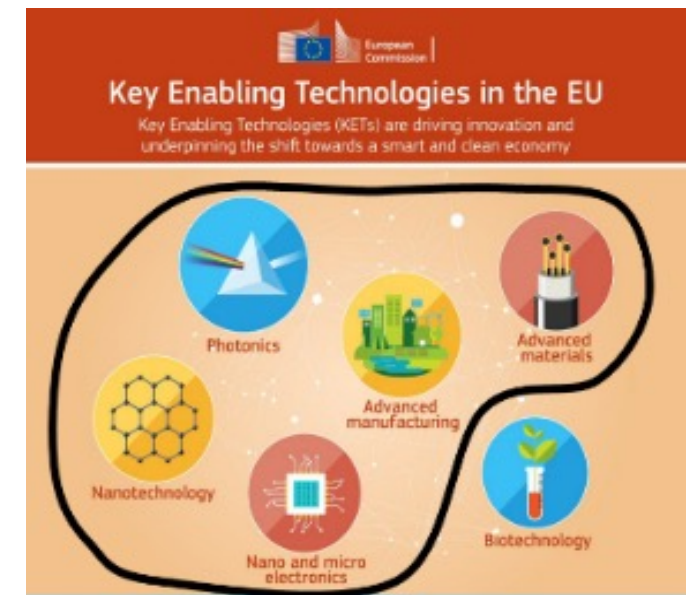 European
Commission
Key Enabling Technologies in the EU
Key Enabling Technologies (KETs) are driving innovation and
underpinning the shift towards a smart and clean economy
Photonics
Advanced
materials
Advanced
manufacturing
Nanotechnology
Biotechnology
Nano and micro
electronics